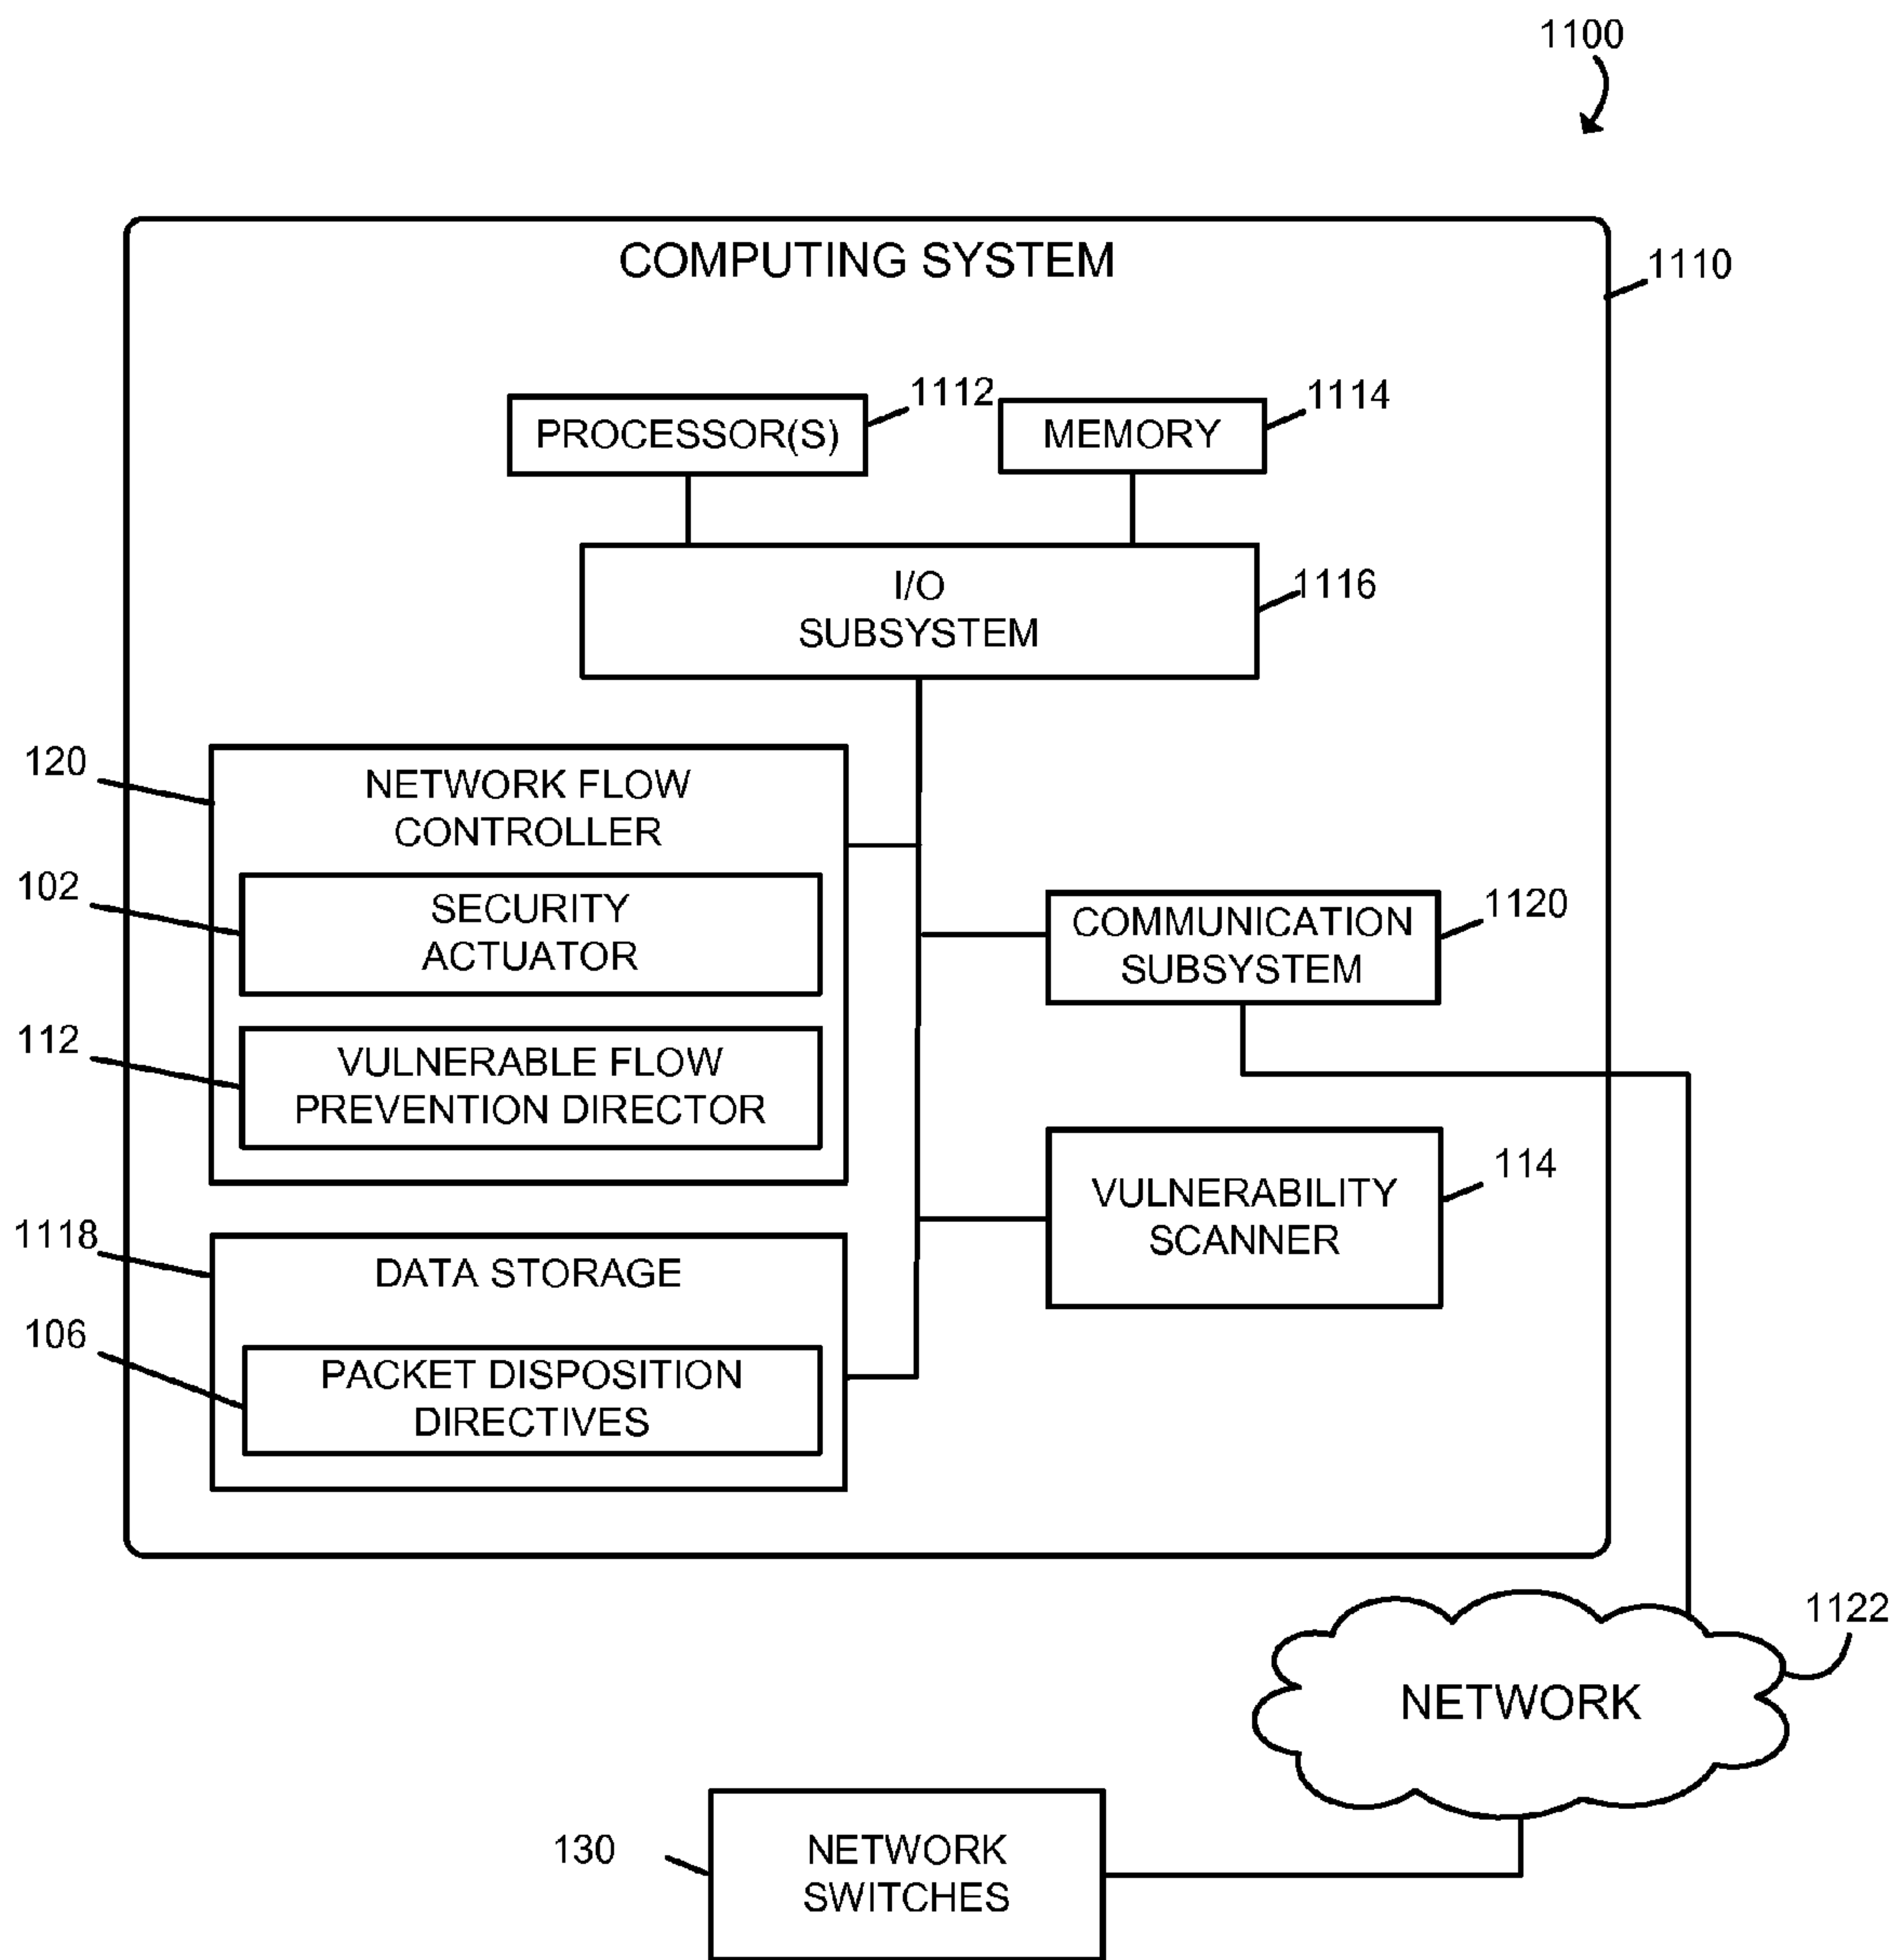 1100
COMPUTING SYSTEM
1110
PROCESSOR(S)
1112
MEMORY
1114
I/O
SUBSYSTEM
1116
120
NETWORK FLOW
CONTROLLER
102
SECURITY
ACTUATOR
112
VULNERABLE FLOW
PREVENTION DIRECTOR
COMMUNICATION
SUBSYSTEM
1120
VULNERABILITY
SCANNER
114
1118
DATA STORAGE
106
PACKET DISPOSITION
DIRECTIVES
NETWORK
1122
130
NETWORK
SWITCHES